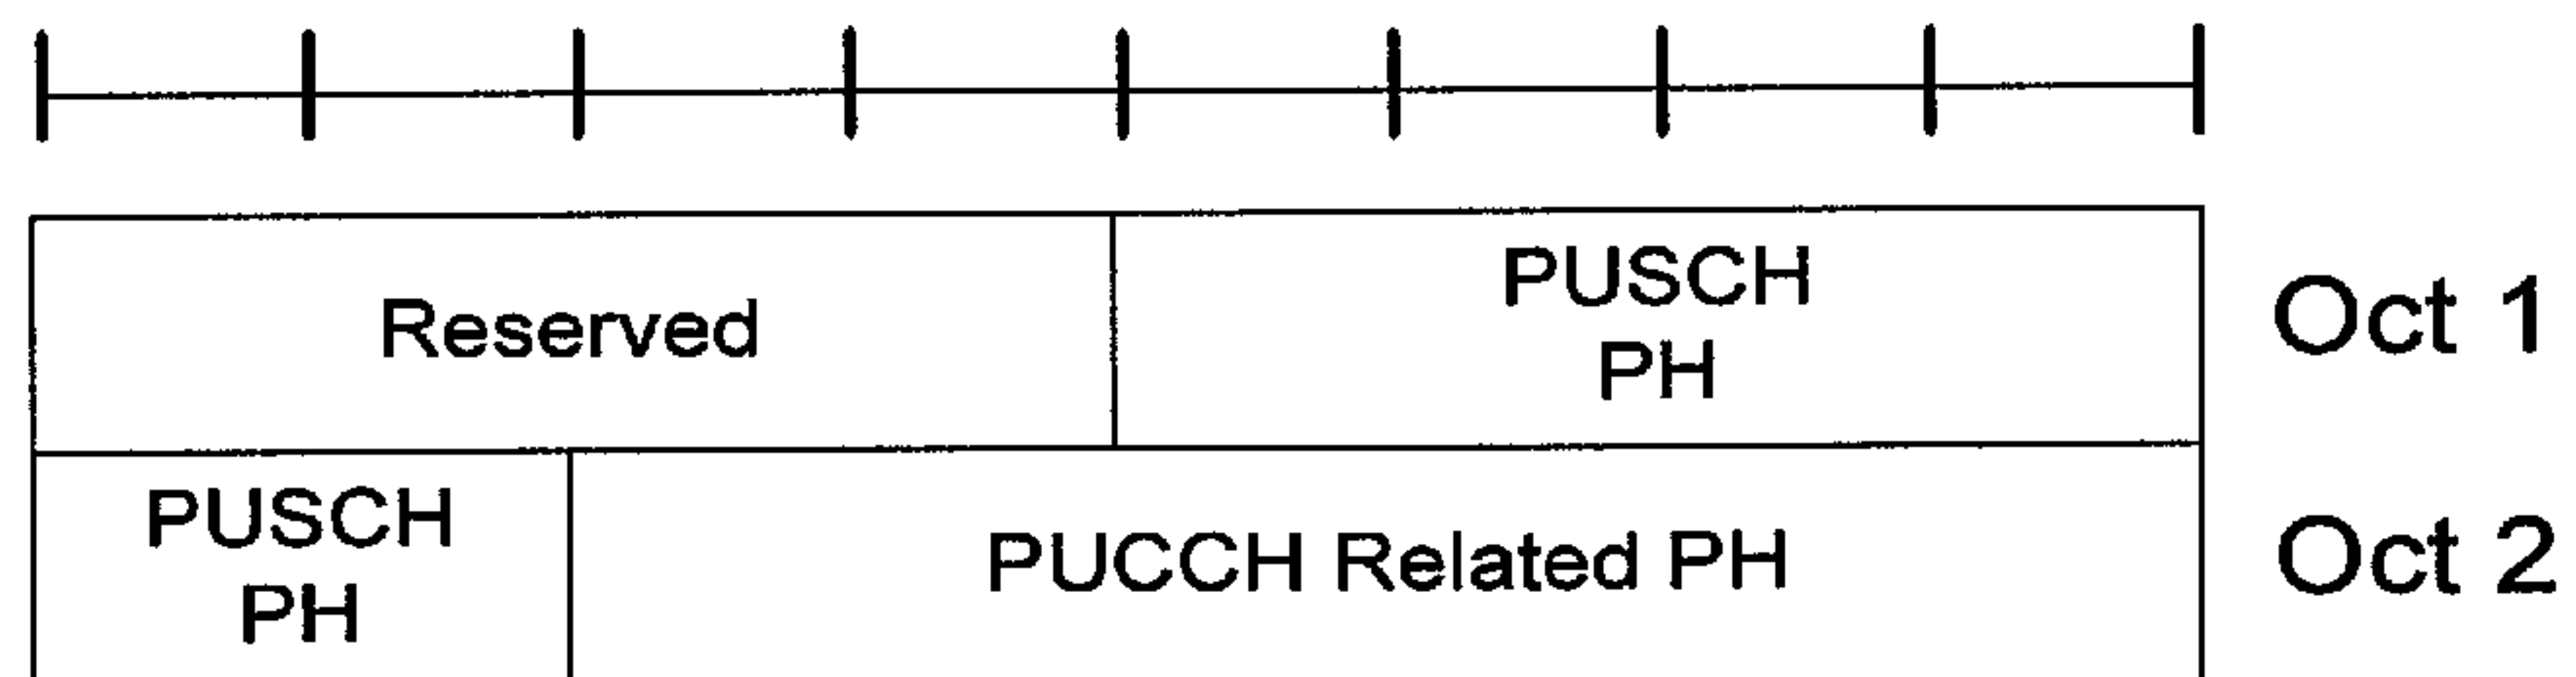 Reserved
PUSCH
PH
Oct 1
PUSCH
PH
PUCCH Related PH
Oct 2